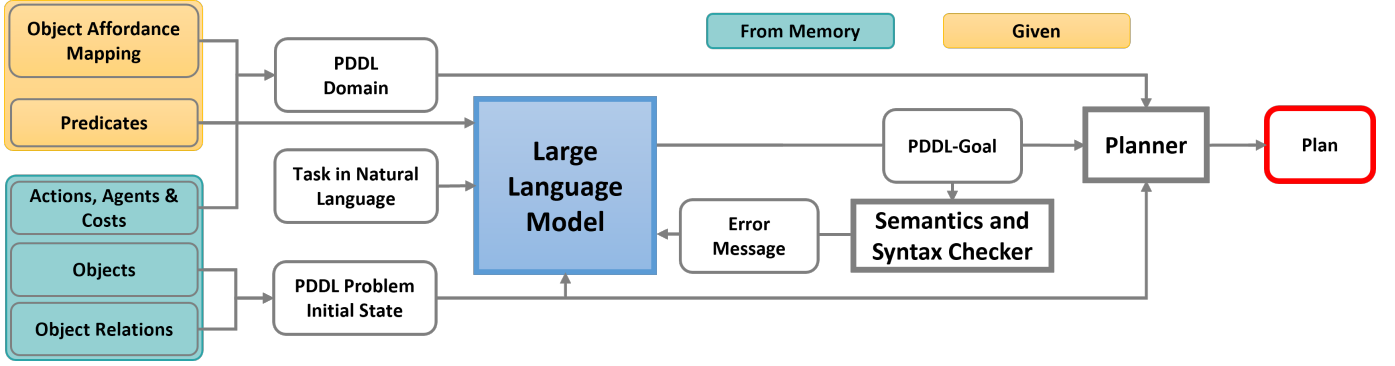 Object Affordance
Mapping
Predicates
Actions, Agents &
Costs
Objects
Object Relations
PDDL
Domain
Task in Natural
Language
PDDL Problem
Initial State
Large
Language
Model
From Memory
Given
PDDL-Goal
Error
Message
Semantics and
Syntax Checker
Planner
Plan